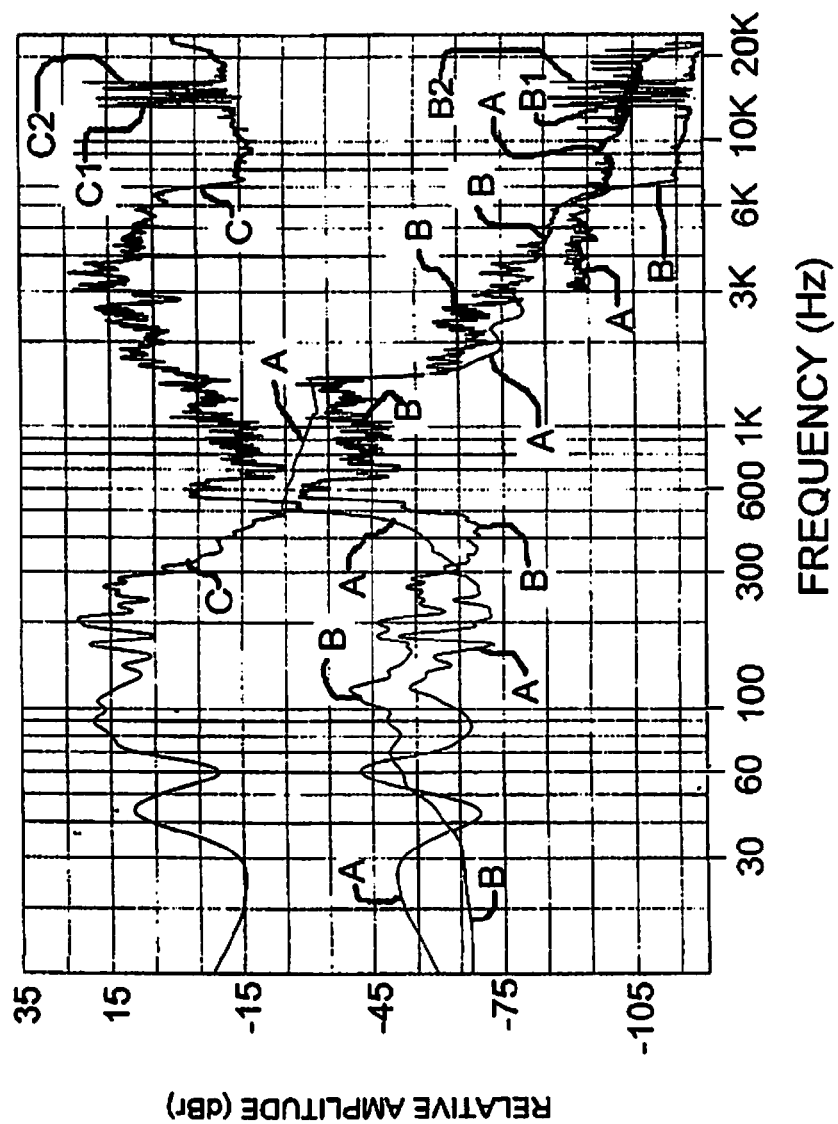 RELATIVE AMPLITUDE (dBr)
35
15
-15
-45
-75
-105
C2
C1
C
B2
A
B1
B
B
B
A
A
A
B
C
A
B
B
A
A
B
30
60
100
300
600
1K
3K
6K
10K
20K
FREQUENCY (Hz)